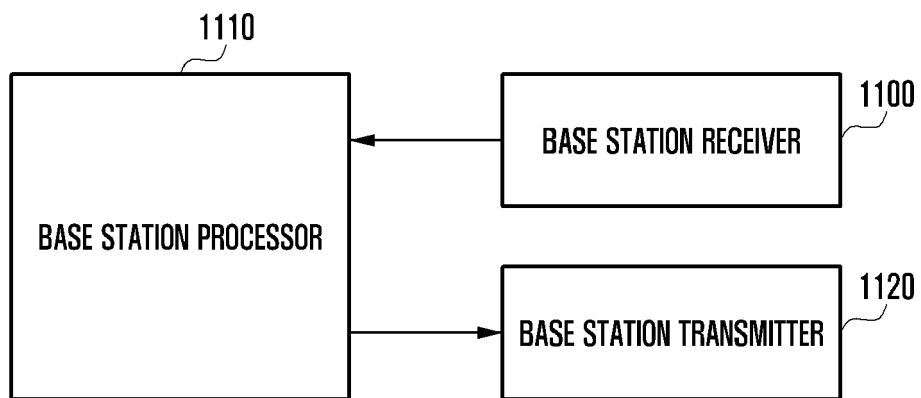 1110
1100
BASE STATION RECEIVER
BASE STATION PROCESSOR
1120
BASE STATION TRANSMITTER